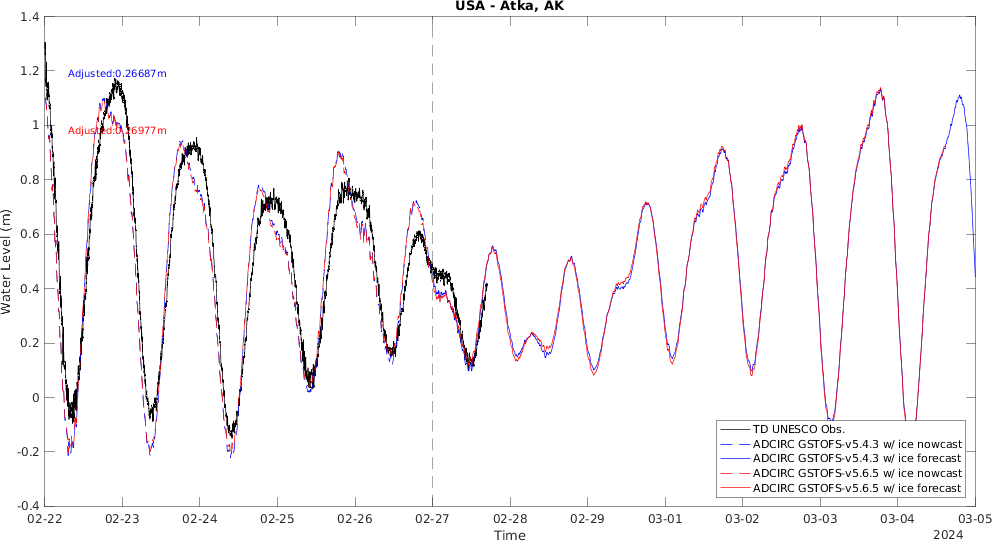 USA - Atka, AK
1.4
1.2
1
0.8
0.6
0.4
0.2
0
-0.2
-0.4
Water Level (m)
Adjusted:0.26687m
Adjusted:0.26977m
TD UNESCO Obs.
ADCIRC GSTOFS-v5.4.3 w/ ice nowcast
ADCIRC GSTOFS-v5.4.3 w/ ice forecast
ADCIRC GSTOFS-v5.6.5 w/ ice nowcast
ADCIRC GSTOFS-v5.6.5 w/ ice forecast
02-22 02-23 02-24 02-25 02-26 02-27 02-28 02-29 03-01 03-02 03-03 03-04 03-05
Time
2024